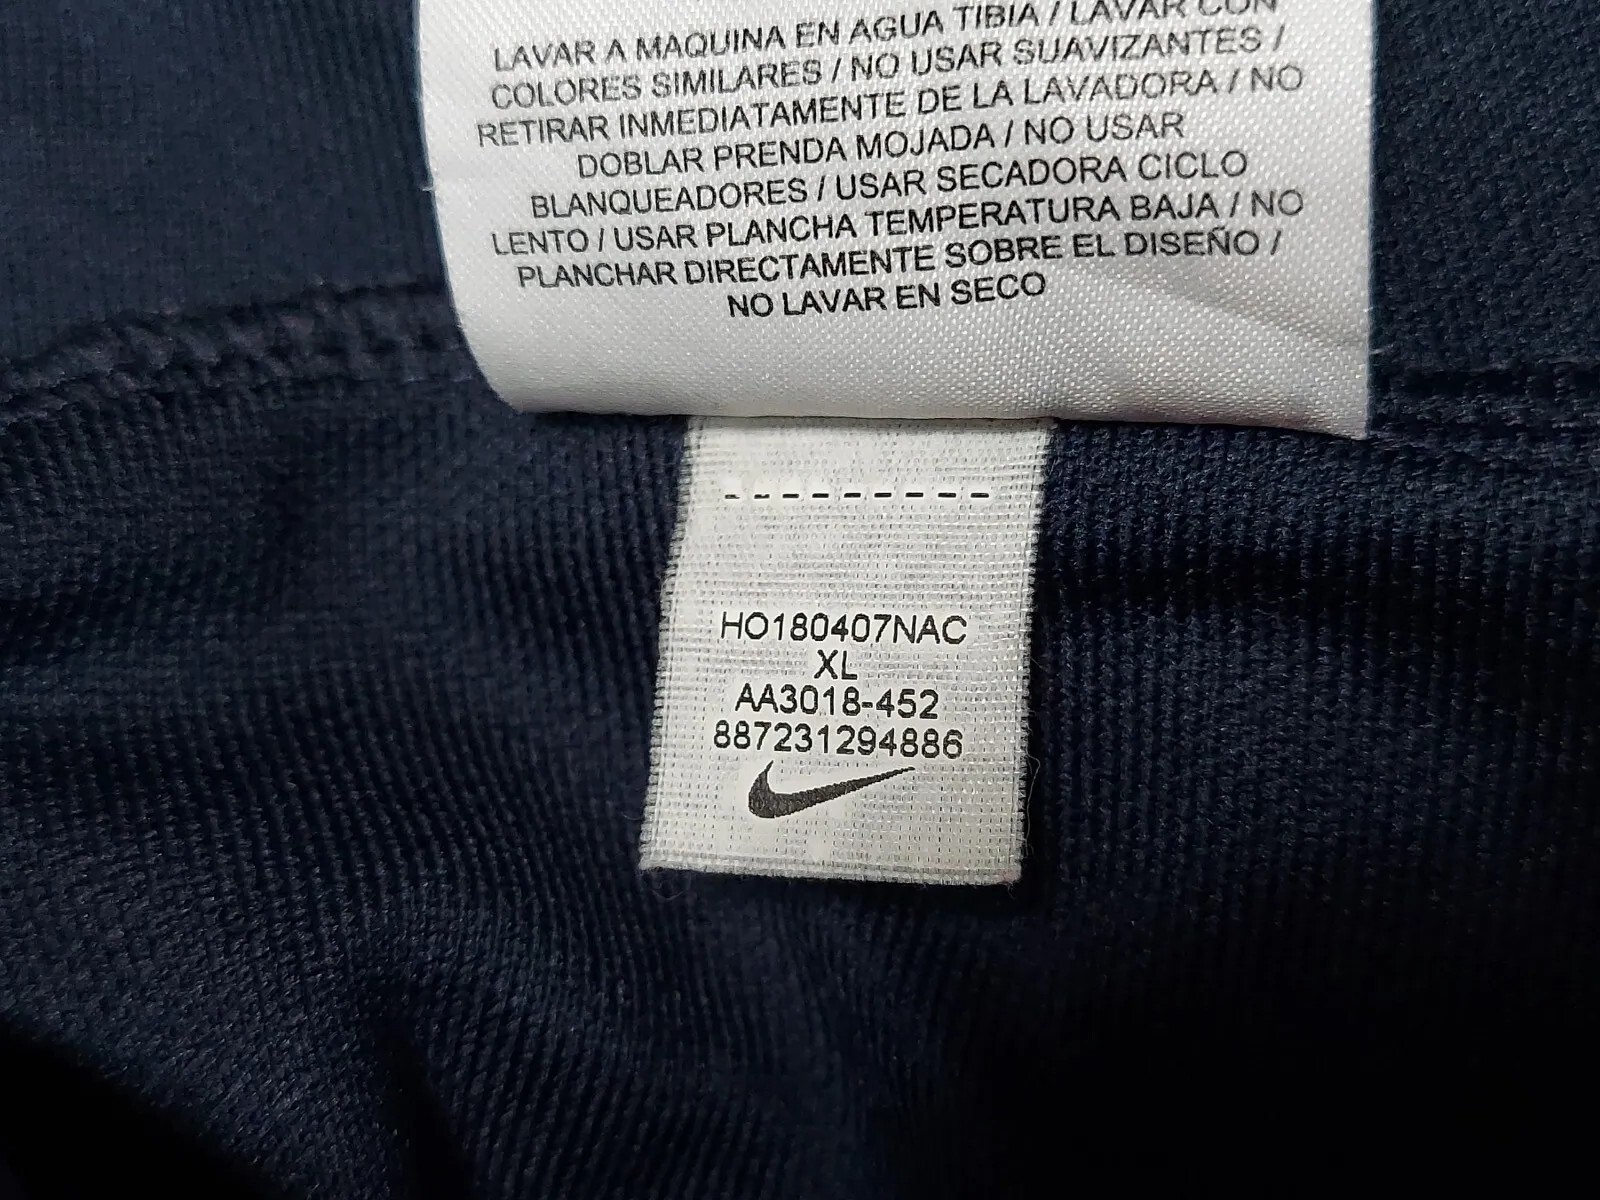 LAVAR A MAQUINA EN AGUA TIBIA / LAVAR CON
COLORES SIMILARES / NO USAR SUAVIZANTES /
RETIRAR INMEDIATAMENTE DE LA LAVADORA / NO
DOBLAR PRENDA MOJADA / NO USAR
BLANQUEADORES / USAR SECADORA CICLO
LENTO / USAR PLANCHA TEMPERATURA BAJA / NO
PLANCHAR DIRECTAMENTE SOBRE EL DISEÑO /
NO LAVAR EN SECO
HO180407NAC
XL
AA3018-452
887231294886